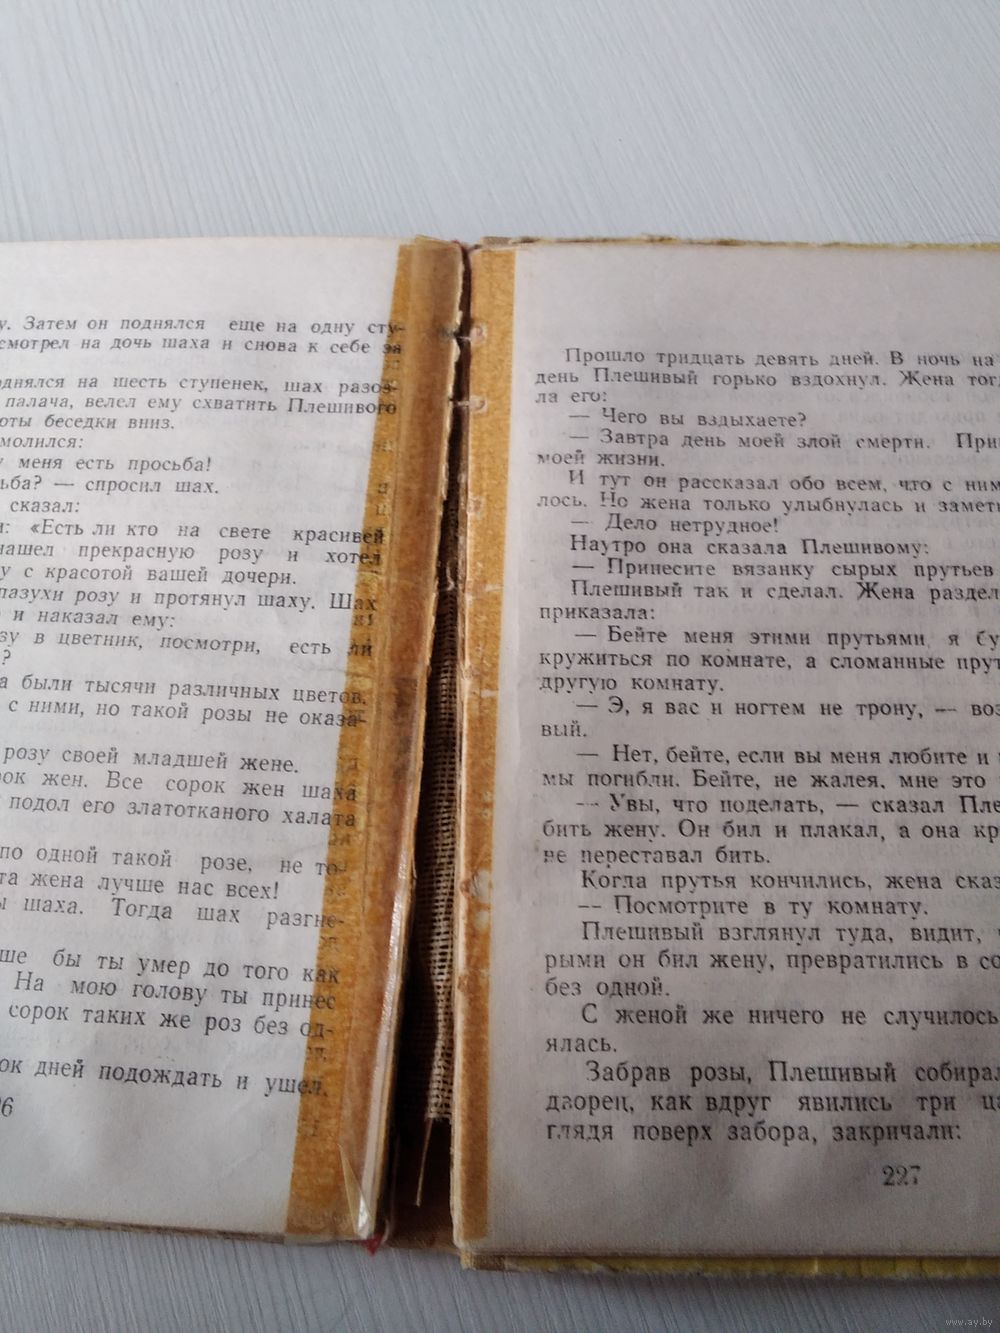 у. Затем он поднялся еще на одну сту-
смотрел на дочь шаха и снова к себе за
однялся на шесть ступенек, шах разоз-
палача, велел ему схватить Плешивого
оты беседки вниз.
молился:
у меня есть просьба!
ьба? — спросил шах.
сказал:
и: «Есть ли кто на свете красивей
нашел прекрасную розу и хотел
у с красотой вашей дочери.
пазухи розу и протянул шаху. Шах
и наказал ему:
зу в цветник, посмотри, есть ли
?
а были тысячи различных цветов.
с ними, но такой розы не оказа-
розу своей младшей жене.
рок жен. Все сорок жен шаха
подол его златотканого халата
по одной такой розе, не то-
та жена лучше нас всех!
ы шаха. Тогда шах разгне-
ше бы ты умер до того как
На мою голову ты принес
сорок таких же роз без од-
ок дней подождать и ушел.
26
Прошло тридцать девять дней. В ночь на
день Плешивый горько вздохнул. Жена тог
ла его:
— Чего вы вздыхаете?
— Завтра день моей злой смерти. При
моей жизни.
И тут он рассказал обо всем, что с ним
лось. Но жена только улыбнулась и замет
— Дело нетрудное!
Наутро она сказала Плешивому:
— Принесите вязанку сырых прутьев
Плешивый так и сделал. Жена раздел
приказала:
— Бейте меня этими прутьями, я бу
кружиться по комнате, а сломанные прут
другую комнату.
— Э, я вас и ногтем не трону, — воз
вый.
— Нет, бейте, если вы меня любите и
мы погибли. Бейте, не жалея, мне это
— Увы, что поделать, — сказал Пле
бить жену. Он бил и плакал, а она кр
не переставал бить.
Когда прутья кончились, жена сказ
— Посмотрите в ту комнату.
Плешивый взглянул туда, видит,
рыми он бил жену, превратились в со
без одной.
С женой же ничего не случилось
ялась.
Забрав розы, Плешивый собирал
дворец, как вдруг явились три ца
глядя поверх забора, закричали:
227
www.ay.by